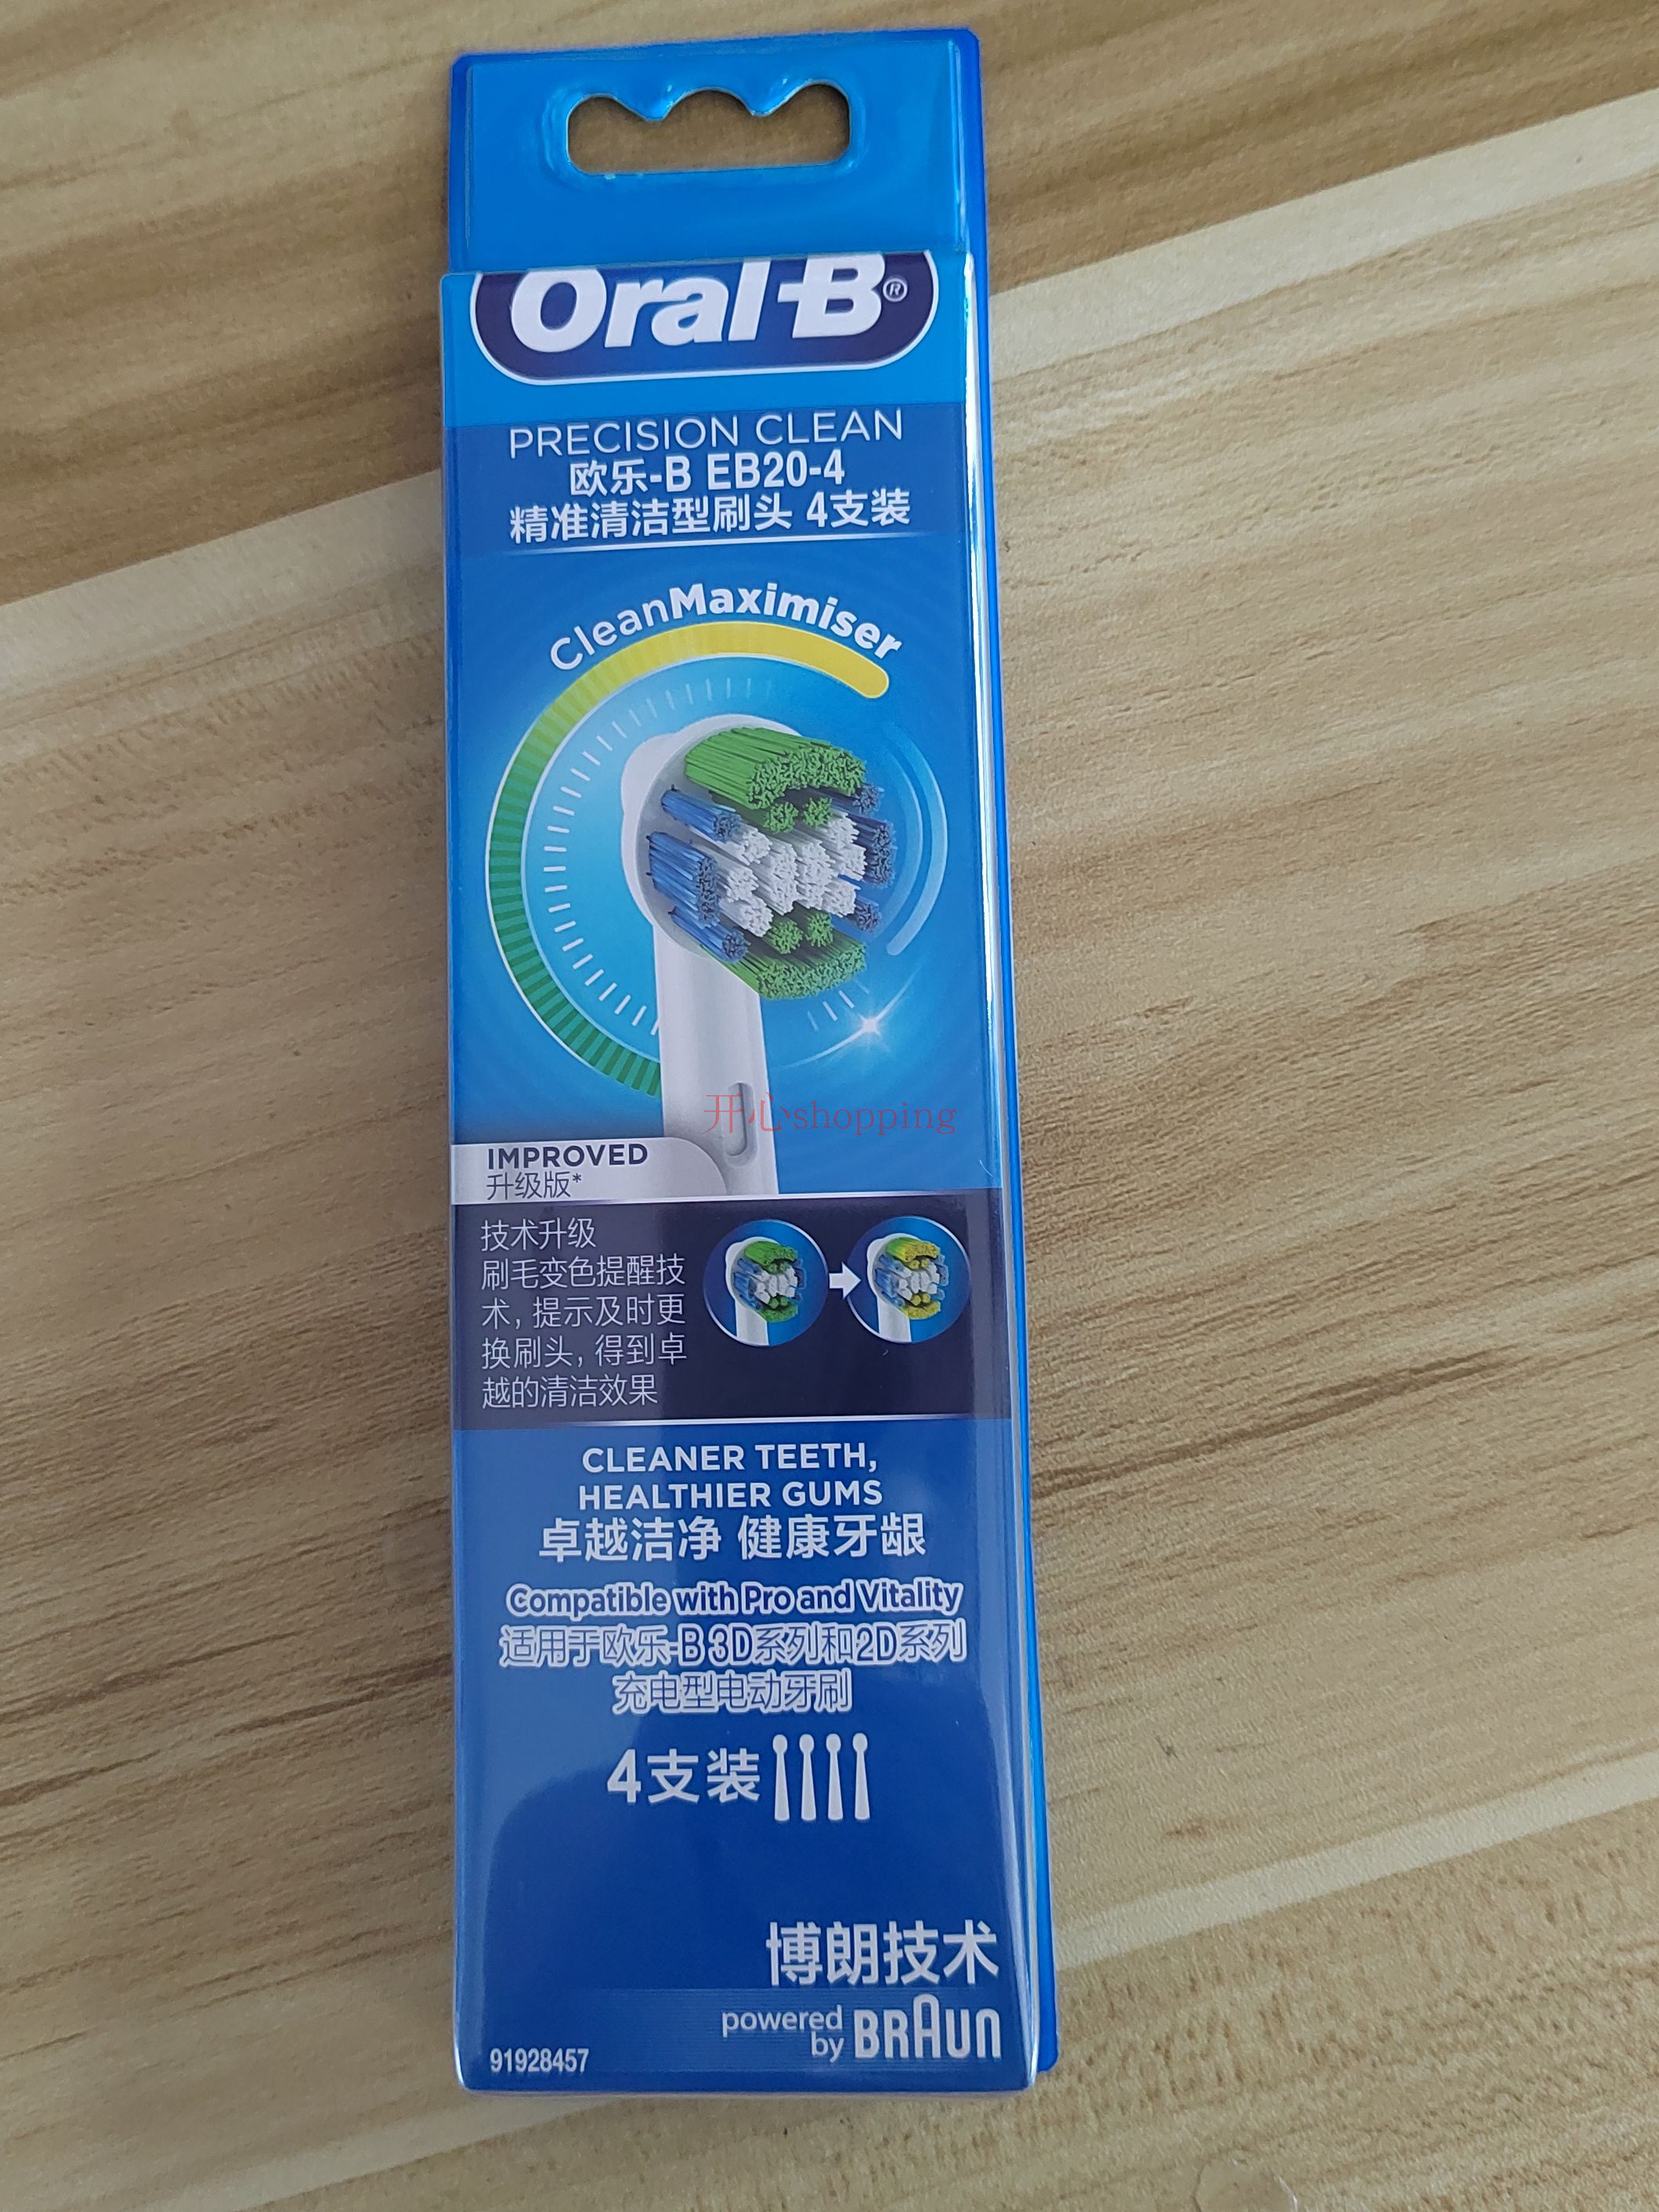 Oral-B®
PRECISION CLEAN
欧乐-B EB20-4
精准清洁型刷头 4支装
CleanMaximiser
开心shopping
IMPROVED
升级版*
技术升级
刷毛变色提醒技
术，提示及时更
换刷头，得到卓
越的清洁效果
CLEANER TEETH,
HEALTHIER GUMS
卓越洁净 健康牙龈
Compatible with Pro and Vitality
适用于欧乐-B 3D系列和2D系列
充电型电动牙刷
4支装
博朗技术
powered
by BRAUN
91928457